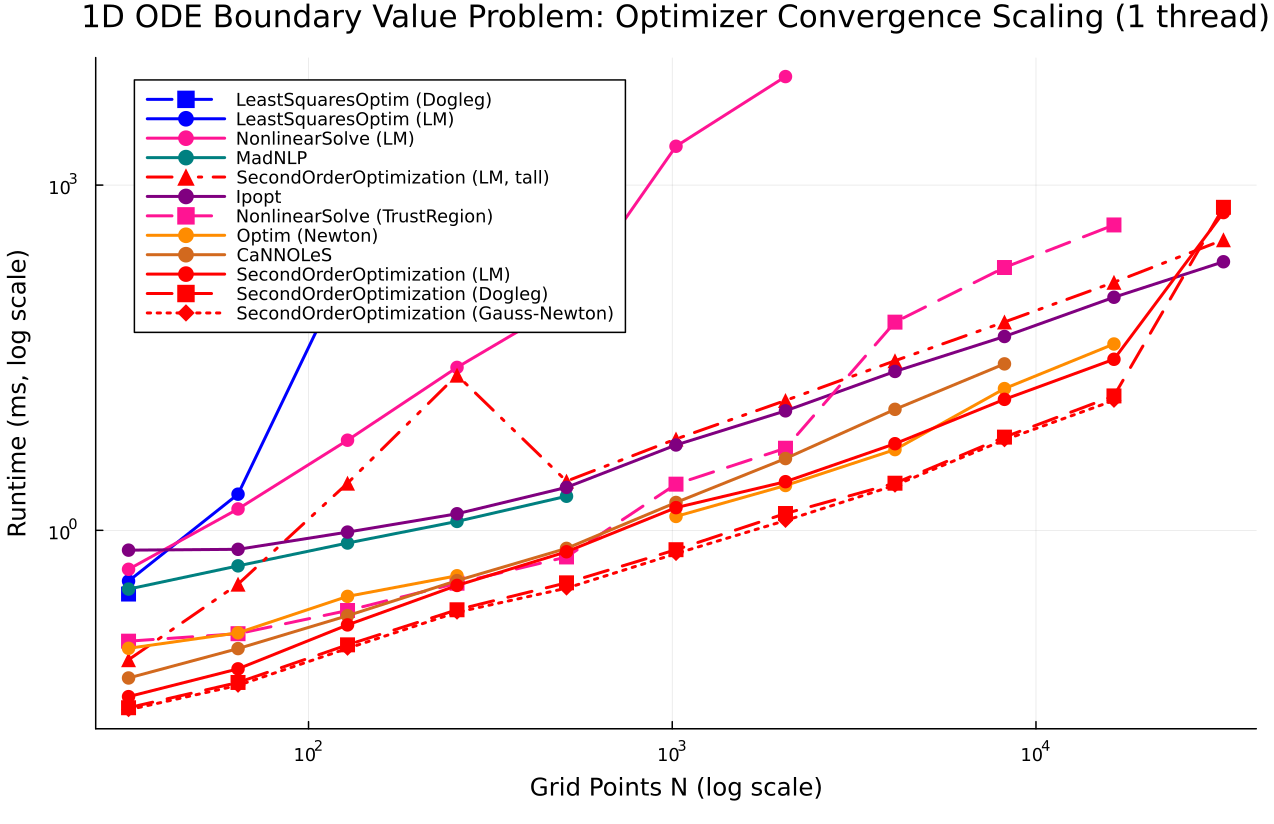 1D ODE Boundary Value Problem: Optimizer Convergence Scaling (1 thread)
LeastSquaresOptim (Dogleg)
LeastSquaresOptim (LM)
NonlinearSolve (LM)
MadNLP
SecondOrderOptimization (LM, tall)
Ipopt
NonlinearSolve (TrustRegion)
Optim (Newton)
CaNNOLeS
SecondOrderOptimization (LM)
SecondOrderOptimization (Dogleg)
SecondOrderOptimization (Gauss-Newton)
Runtime (ms, log scale)
10³
10⁰
10² 10³ 10⁴
Grid Points N (log scale)